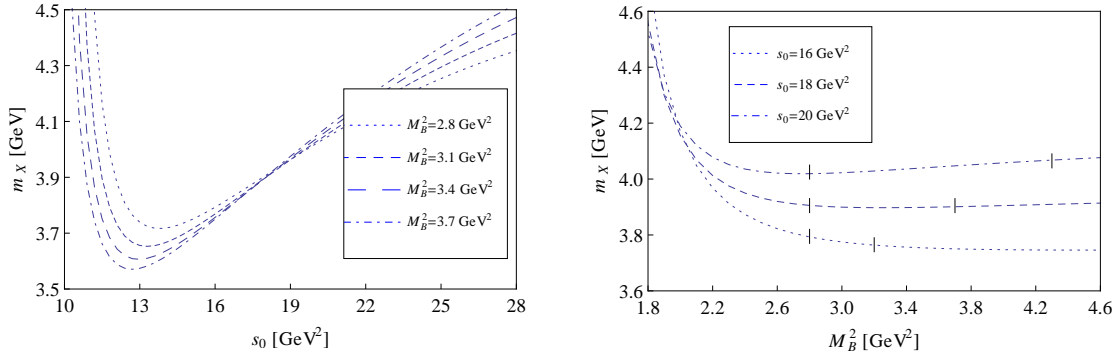 4.5
4.3
4.1
3.9
3.7
3.5
m_X [GeV]
10 13 16 19 22 25 28
s_0 [GeV^2]
M_B^2=2.8 GeV^2
M_B^2=3.1 GeV^2
M_B^2=3.4 GeV^2
M_B^2=3.7 GeV^2
4.6
4.4
4.2
4.0
3.8
3.6
m_X [GeV]
1.8 2.2 2.6 3.0 3.4 3.8 4.2 4.6
M_B^2 [GeV^2]
s_0=16 GeV^2
s_0=18 GeV^2
s_0=20 GeV^2